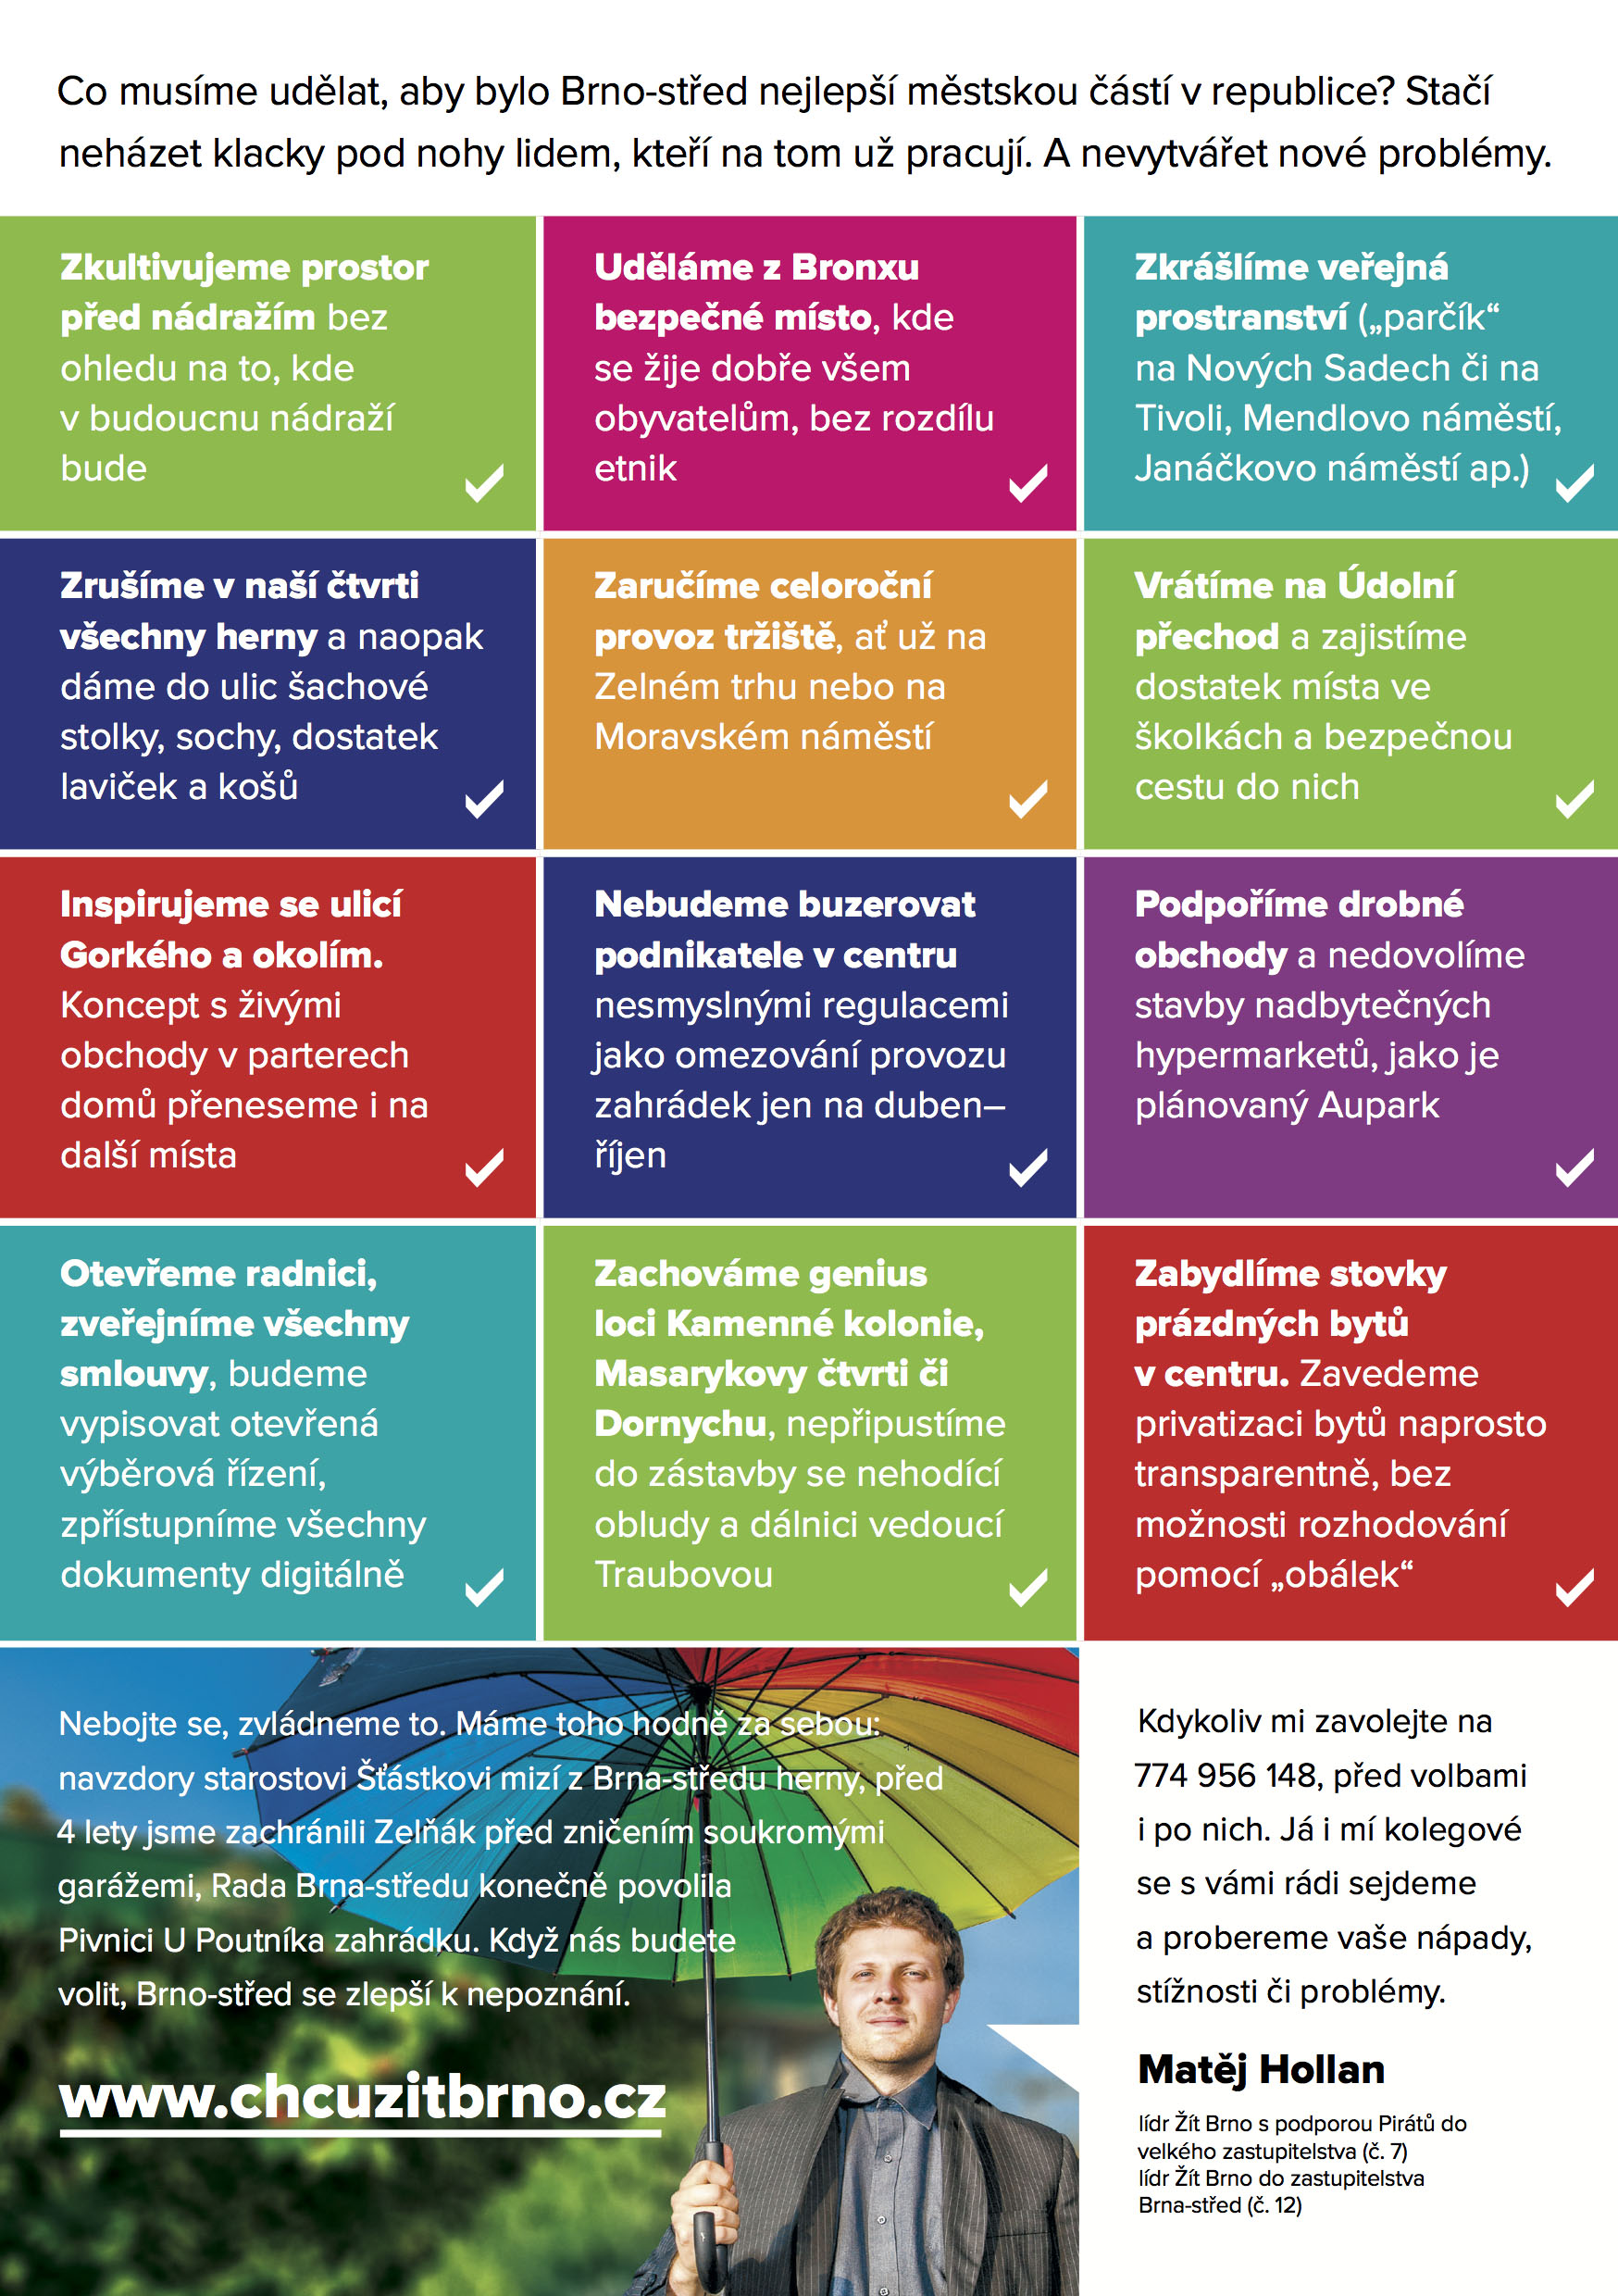 Co musíme udělat, aby bylo Brno-střed nejlepší městskou částí v republice? Stačí
neházet klacky pod nohy lidem, kteří na tom už pracují. A nevytvářet nové problémy.
Zkultivujeme prostor
před nádražím bez
ohledu na to, kde
v budoucnu nádraží
bude
Uděláme z Bronxu
bezpečné místo, kde
se žije dobře všem
obyvatelům, bez rozdílu
etnik
Zkrášlíme veřejná
prostranství („parčík“
na Nových Sadech či na
Tivoli, Mendlovo náměstí,
Janáčkovo náměstí ap.)
Zrušíme v naší čtvrti
všechny herny a naopak
dáme do ulic šachové
stolky, sochy, dostatek
laviček a košů
Zaručíme celoroční
provoz tržiště, ať už na
Zelném trhu nebo na
Moravském náměstí
Vrátíme na Údolní
přechod a zajistíme
dostatek místa ve
školkách a bezpečnou
cestu do nich
Inspirujeme se ulicí
Gorkého a okolím.
Koncept s živými
obchody v parterech
domů přeneseme i na
další místa
Nebudeme buzerovat
podnikatele v centru
nesmyslnými regulacemi
jako omezování provozu
zahrádek jen na duben–
říjen
Podpoříme drobné
obchody a nedovolíme
stavby nadbytečných
hypermarketů, jako je
plánovaný Aupark
Otevřeme radnici,
zveřejníme všechny
smlouvy, budeme
vypisovat otevřená
výběrová řízení,
zpřístupníme všechny
dokumenty digitálně
Zachováme genius
loci Kamenné kolonie,
Masarykovy čtvrti či
Dornychu, nepřipustíme
do zástavby se nehodící
obludy a dálnici vedoucí
Traubovou
Zabydlíme stovky
prázdných bytů
v centru. Zavedeme
privatizaci bytů naprosto
transparentně, bez
možnosti rozhodování
pomocí „obálek“
Nebojte se, zvládneme to. Máme toho hodně za sebou:
navzdory starostovi Šťástkovi mizí z Brna-středu herny, před
4 lety jsme zachránili Zelňák před zničením soukromými
garážemi, Rada Brna-středu konečně povolila
Pivnici U Poutníka zahrádku. Když nás budete
volit, Brno-střed se zlepší k nepoznání.
www.chcuzitbrno.cz
Kdykoliv mi zavolejte na
774 956 148, před volbami
i po nich. Já i mí kolegové
se s vámi rádi sejdeme
a probereme vaše nápady,
stížnosti či problémy.
Matěj Hollan
lídr Žít Brno s podporou Pirátů do
velkého zastupitelstva (č. 7)
lídr Žít Brno do zastupitelstva
Brna-střed (č. 12)